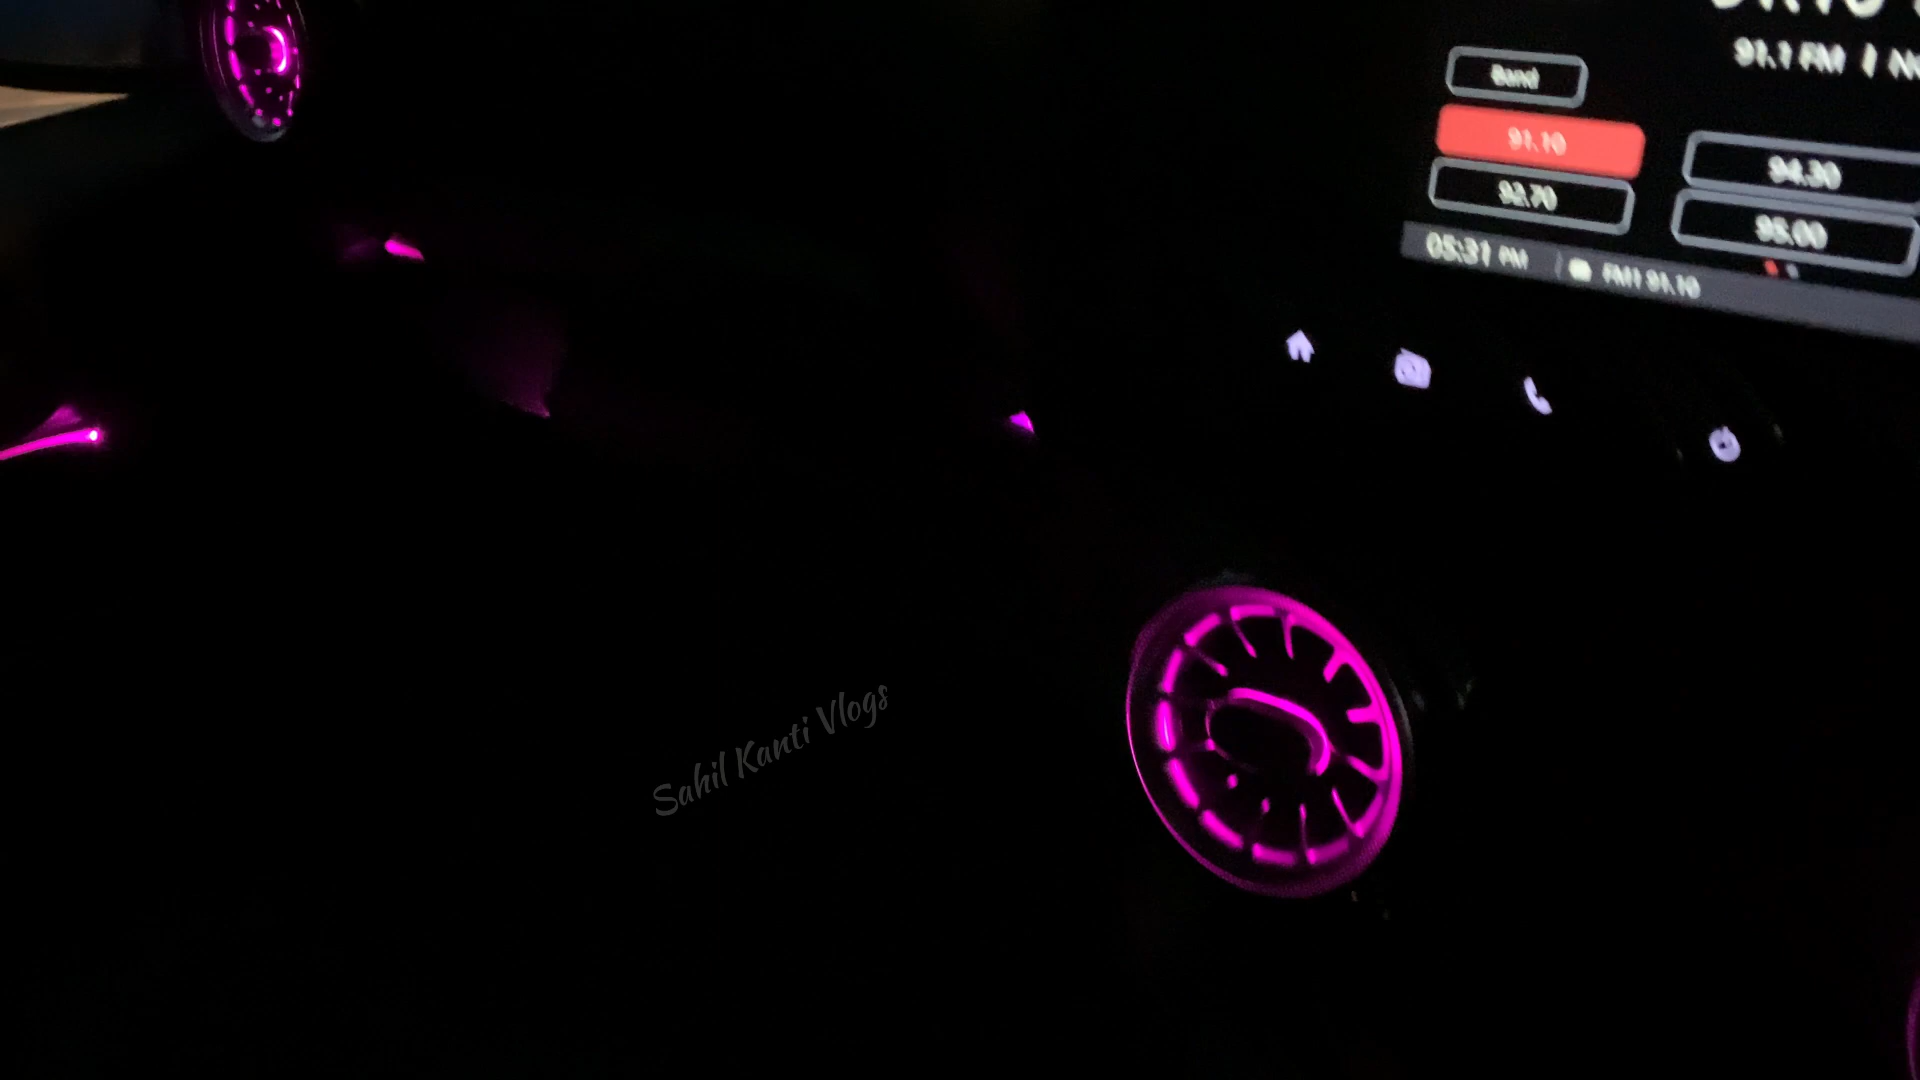 91.1 FM
Band
91.10
94.30
92.70
95.00
05:31 PM
FM1 91.10
Sahil Kanti Vlogs